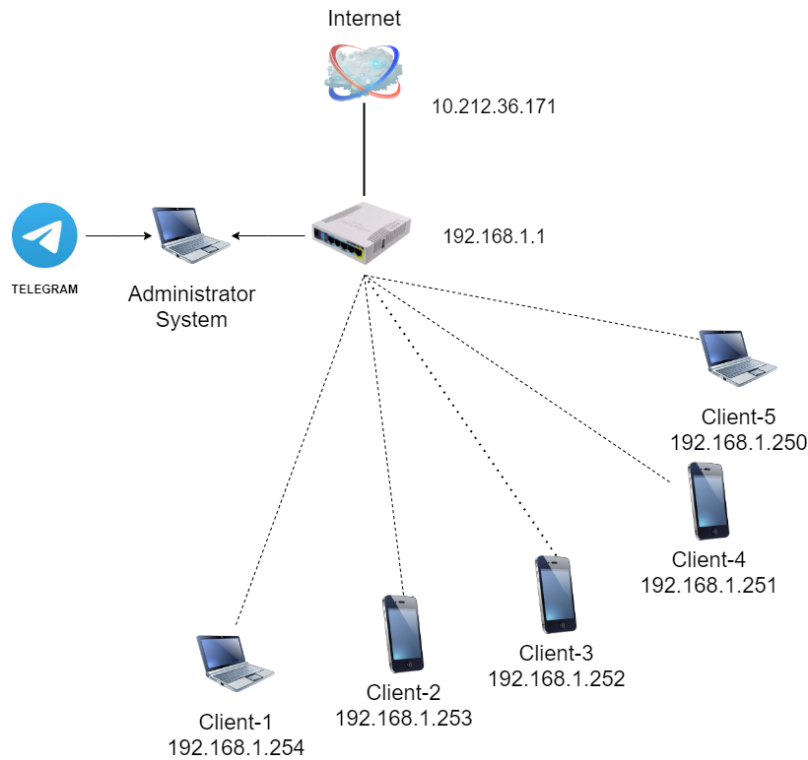 Internet
10.212.36.171
192.168.1.1
TELEGRAM
Administrator
System
Client-5
192.168.1.250
Client-4
192.168.1.251
Client-3
192.168.1.252
Client-2
192.168.1.253
Client-1
192.168.1.254